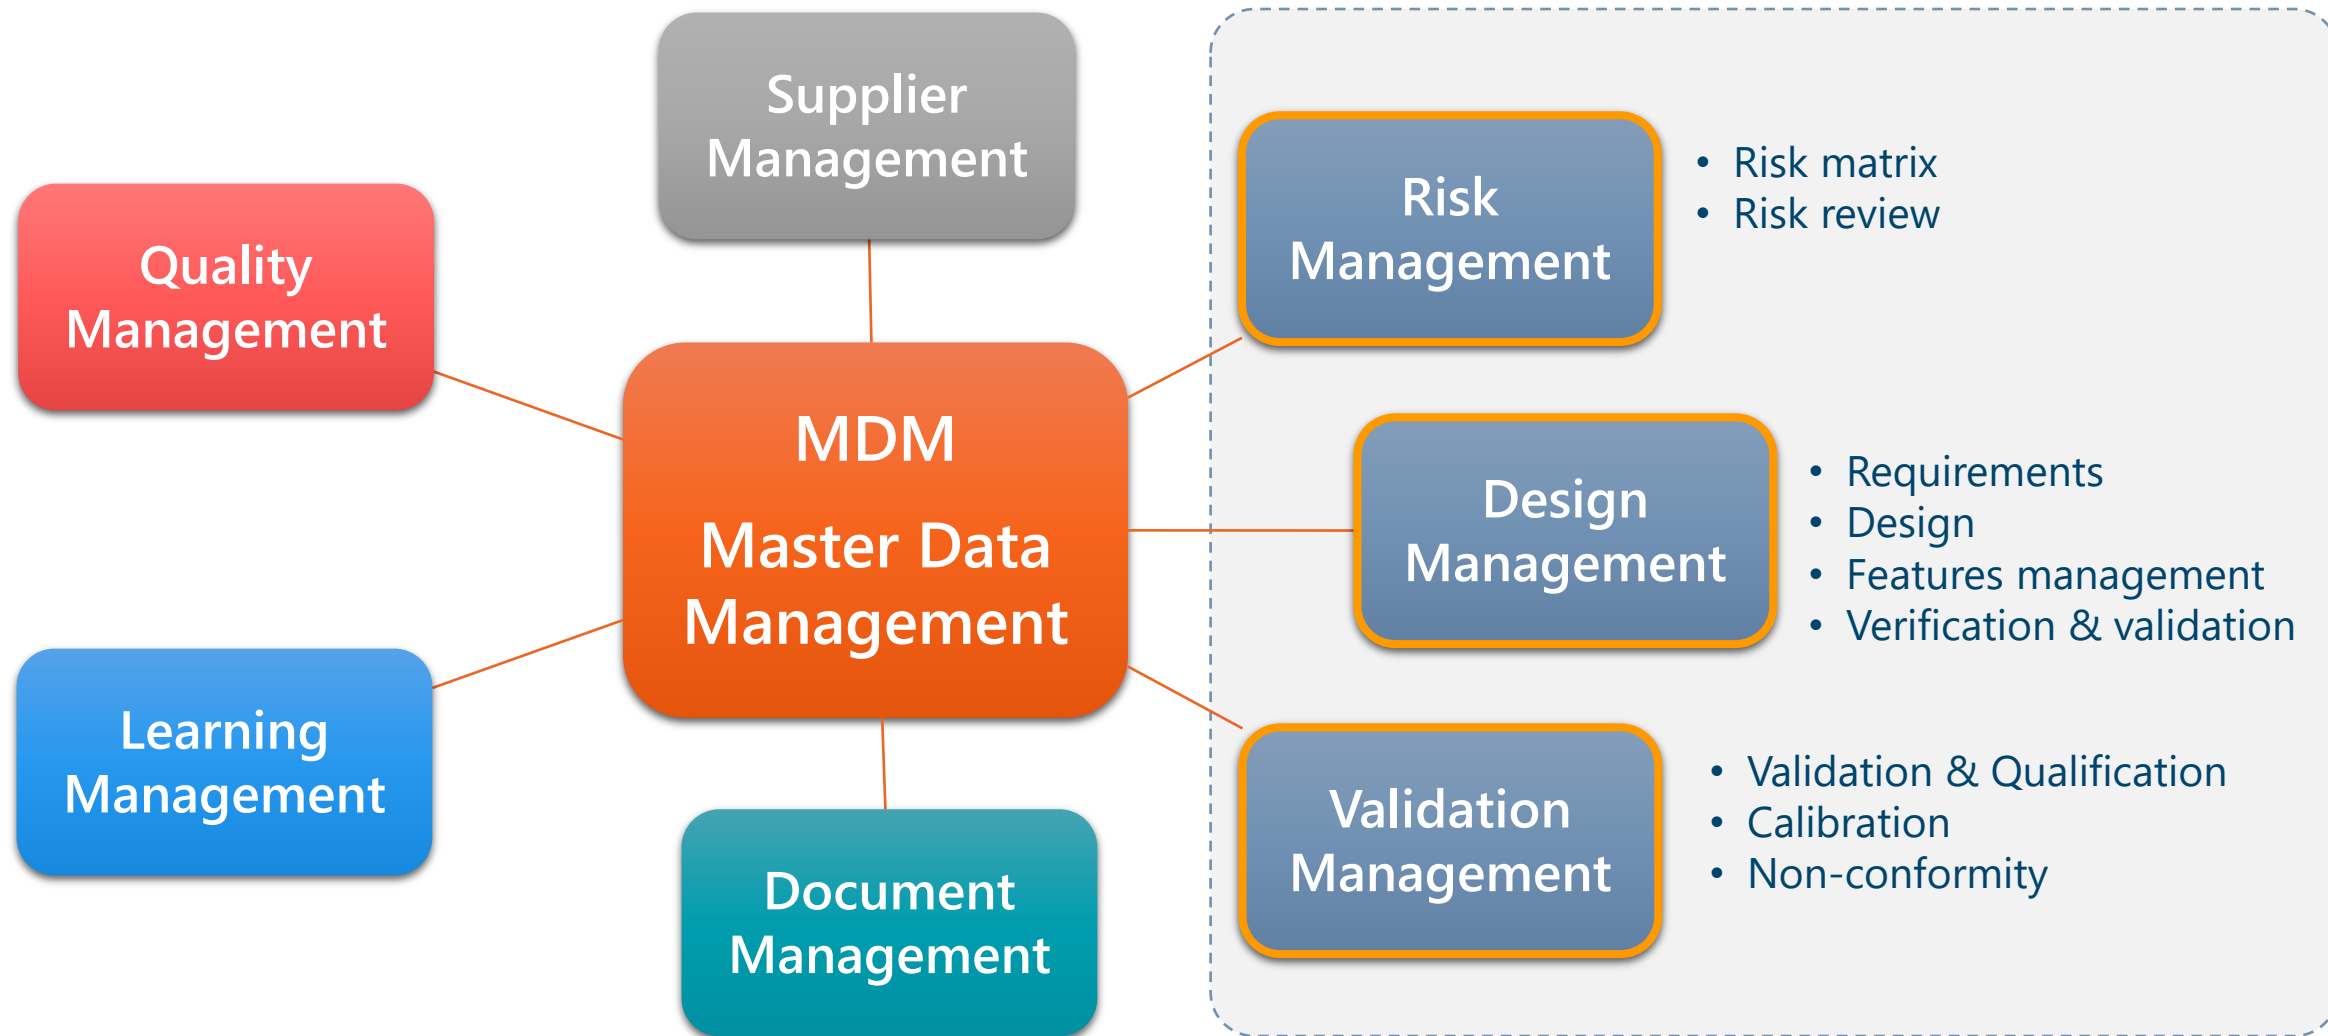 Supplier
Management
Quality
Management
MDM
Master Data
Management
Learning
Management
Document
Management
Risk
Management
• Risk matrix
• Risk review
Design
Management
• Requirements
• Design
• Features management
• Verification & validation
Validation
Management
• Validation & Qualification
• Calibration
• Non-conformity